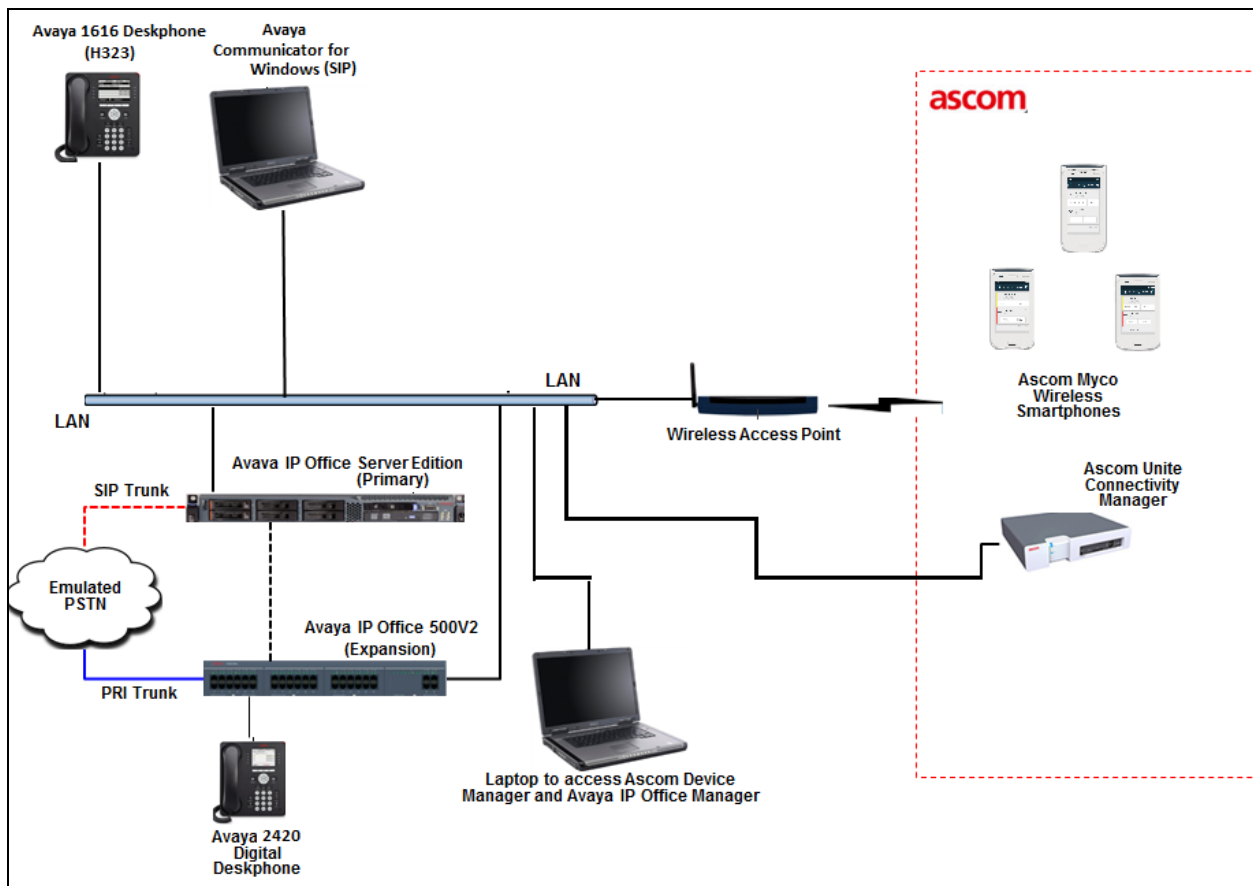 Avaya 1616 Deskphone
(H323)
Avaya
Communicator for
Windows (SIP)
ascom
LAN
LAN
Wireless Access Point
Ascom Myco
Wireless
Smartphones
Avava IP Office Server Edition
(Primary)
SIP Trunk
Ascom Unite
Connectivity
Manager
Emulated
PSTN
Avaya IP Office 500V2
(Expansion)
PRI Trunk
Laptop to access Ascom Device
Manager and Avaya IP Office Manager
Avaya 2420
Digital
Deskphone